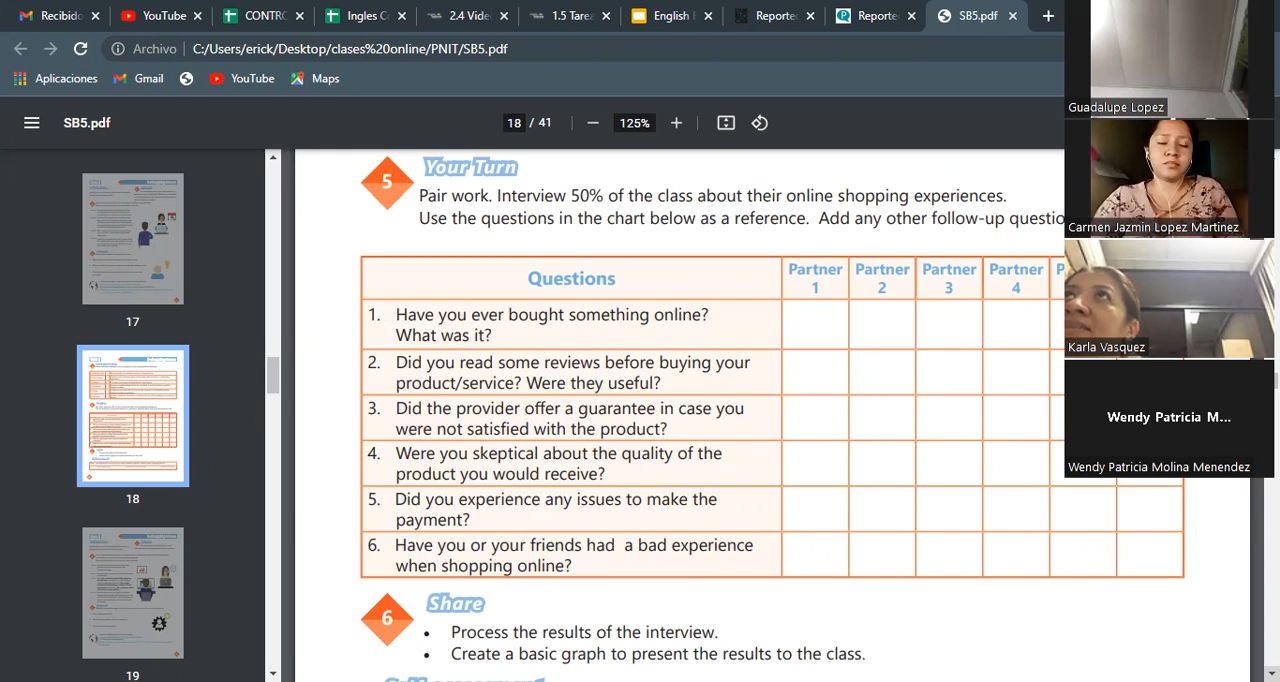 Recibido
YouTube
CONTRO
Ingles Co
2.4 Vide
1.5 Tarea
English F
Reporte
Reporte
SB5.pdf
Archivo
C:/Users/erick/Desktop/clases%20online/PNIT/SB5.pdf
Aplicaciones
Gmail
YouTube
Maps
SB5.pdf
18 / 41
125%
17
18
19
5
Your Turn
Pair work. Interview 50% of the class about their online shopping experiences.
Use the questions in the chart below as a reference. Add any other follow-up questio
Questions
Partner 1
Partner 2
Partner 3
Partner 4
P
1. Have you ever bought something online?
What was it?
2. Did you read some reviews before buying your
product/service? Were they useful?
3. Did the provider offer a guarantee in case you
were not satisfied with the product?
4. Were you skeptical about the quality of the
product you would receive?
5. Did you experience any issues to make the
payment?
6. Have you or your friends had a bad experience
when shopping online?
6
Share
• Process the results of the interview.
• Create a basic graph to present the results to the class.
Guadalupe Lopez
Carmen Jazmin Lopez Martinez
Karla Vasquez
Wendy Patricia M...
Wendy Patricia Molina Menendez